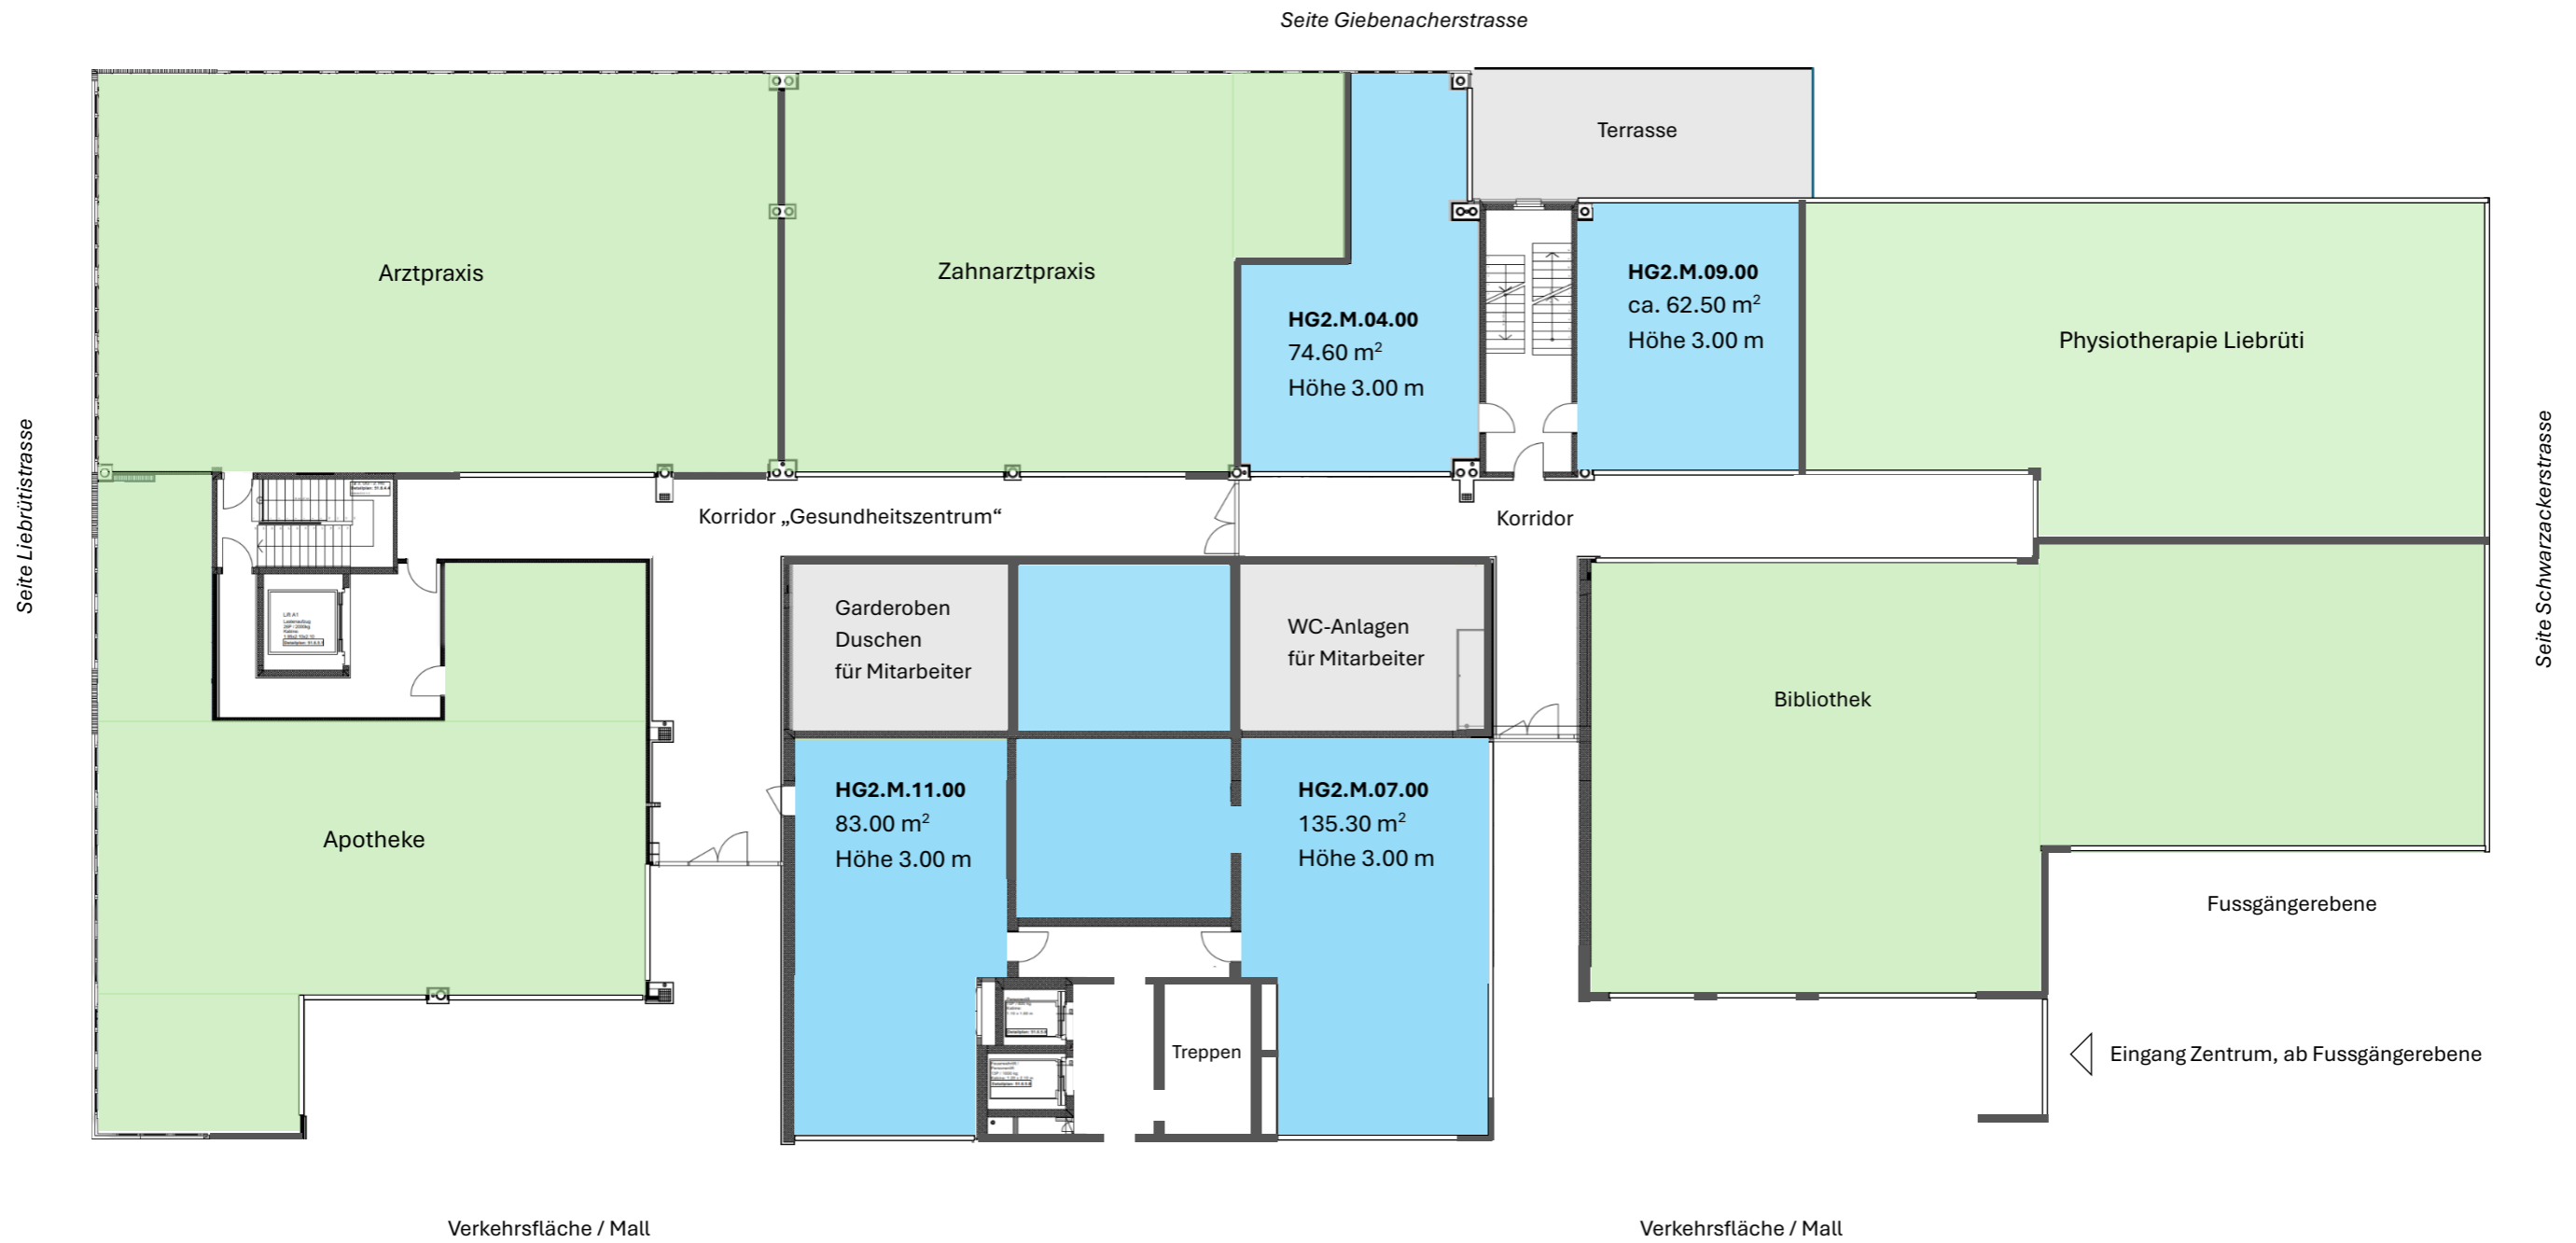 Seite Giebenacherstrasse
Terrasse
Arztpraxis
Zahnarztpraxis
HG2.M.04.00
74.60 m²
Höhe 3.00 m
HG2.M.09.00
ca. 62.50 m²
Höhe 3.00 m
Physiotherapie Liebrüti
Seite Liebrütistrasse
Seite Schwarzackerstrasse
Korridor „Gesundheitszentrum“
Korridor
Garderoben
Duschen
für Mitarbeiter
WC-Anlagen
für Mitarbeiter
Bibliothek
HG2.M.11.00
83.00 m²
Höhe 3.00 m
HG2.M.07.00
135.30 m²
Höhe 3.00 m
Apotheke
Fussgängerebene
Treppen
Eingang Zentrum, ab Fussgängerebene
Verkehrsfläche / Mall
Verkehrsfläche / Mall